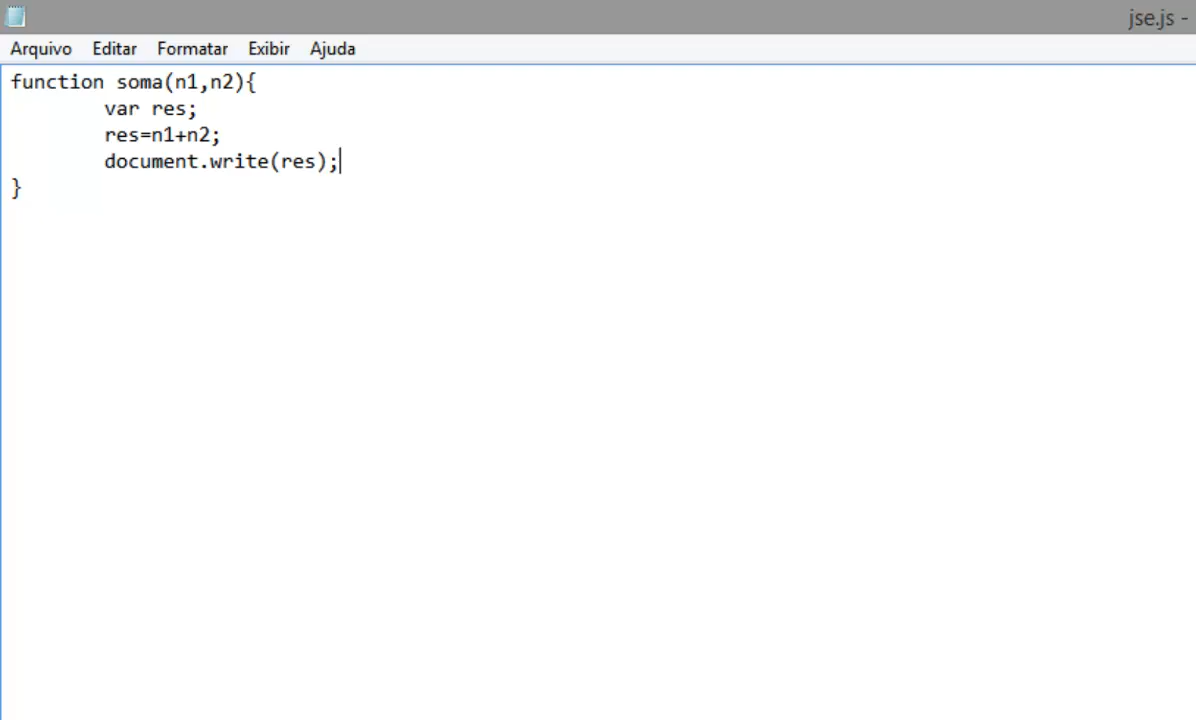 jse.js -
Arquivo Editar Formatar Exibir Ajuda
function soma(n1,n2){
        var res;
        res=n1+n2;
        document.write(res);
}